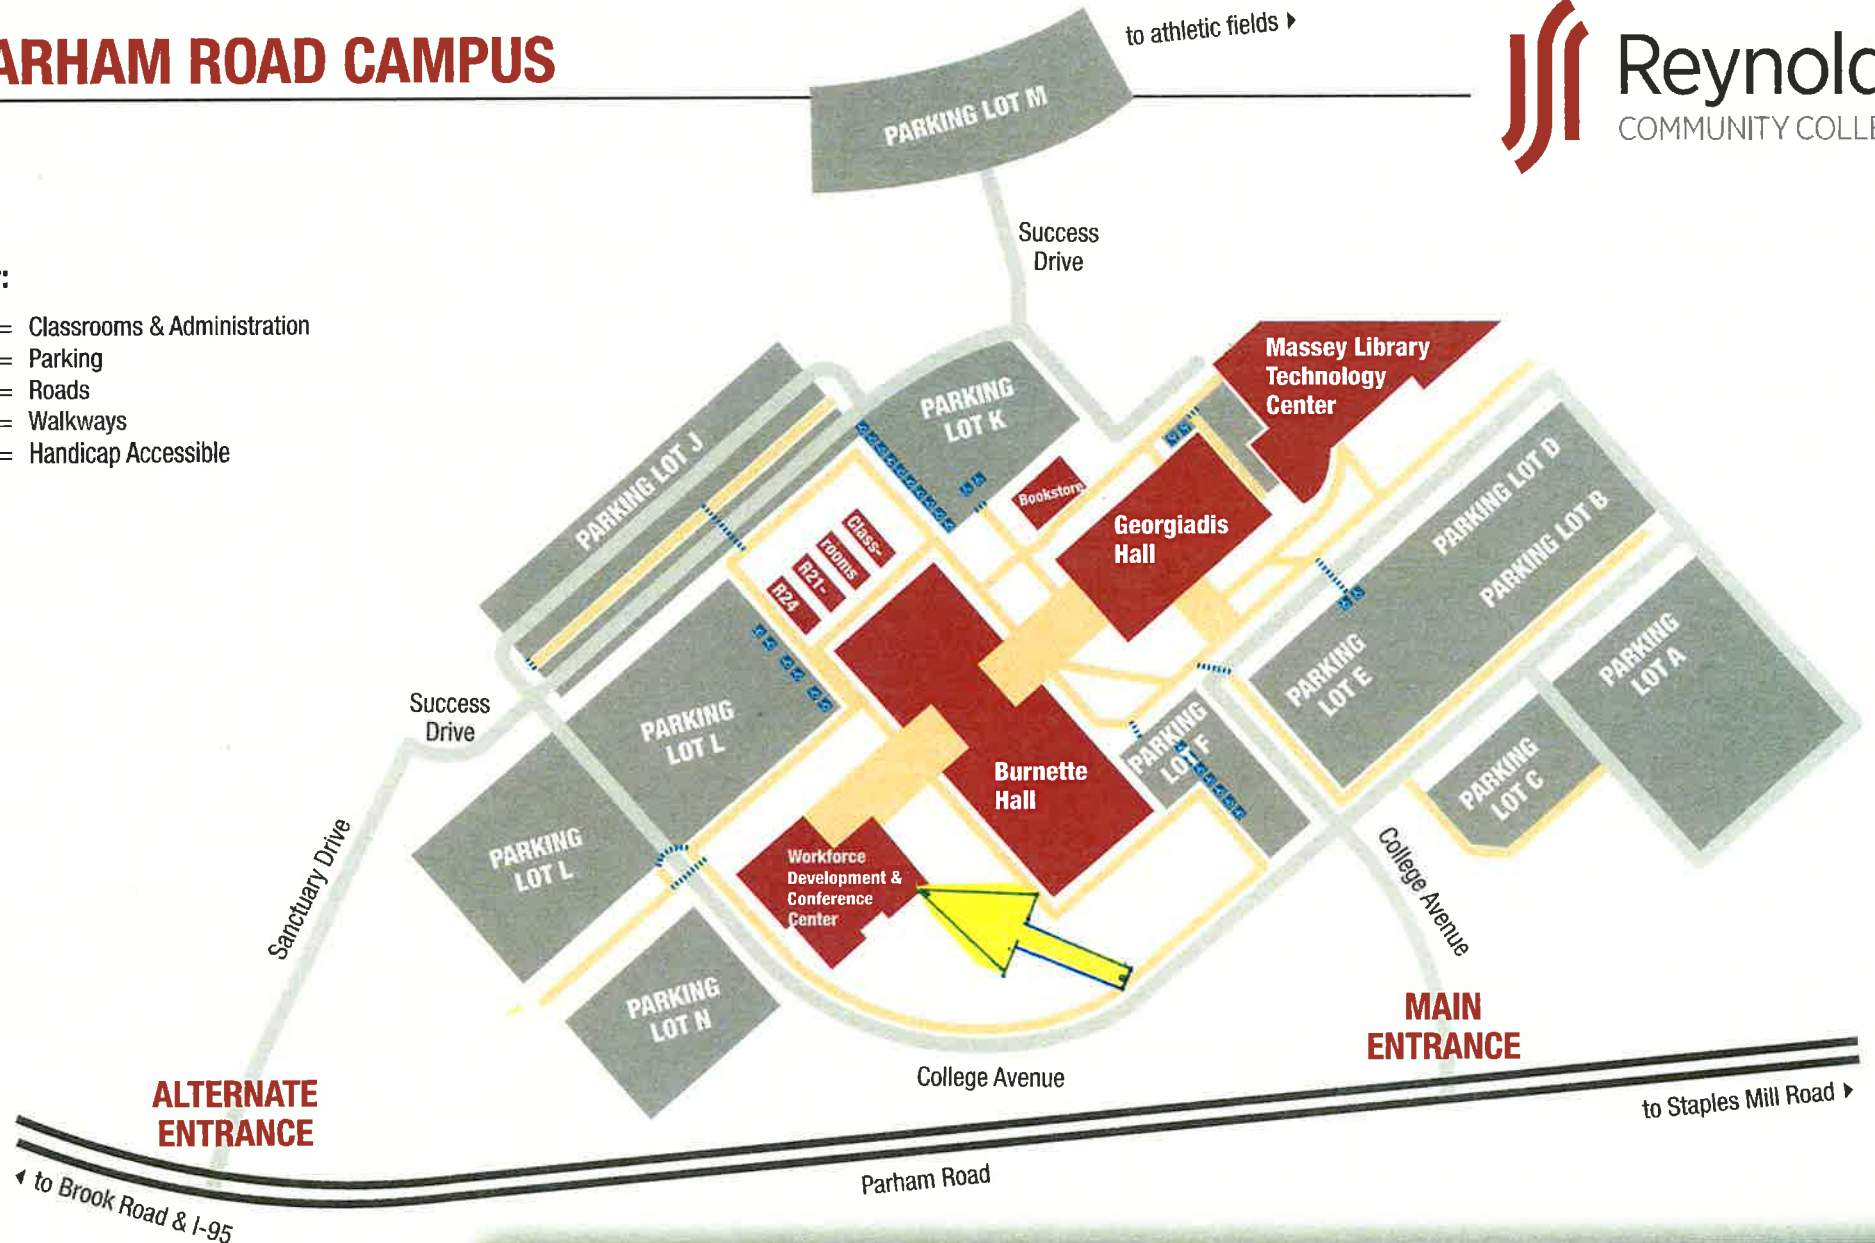 ARHAM ROAD CAMPUS
to athletic fields
COMMUNITY COLLE
PARKING LOT M
Success
Drive
= Classrooms & Administration
= Parking
= Roads
= Walkways
= Handicap Accessible
Massey Library
Technology
Center
PARKING
LOT K
PARKING LOT J
Bookstore
Georgiadis
Hall
PARKING LOT D
PARKING LOT B
Class-
rooms
R21-
R24
PARKING
LOT E
PARKING
LOT A
Success
Drive
PARKING
LOT L
PARKING
LOT F
Burnette
Hall
PARKING
LOT C
PARKING
LOT L
Workforce
Development &
Conference
Center
Sanctuary Drive
College Avenue
PARKING
LOT N
MAIN
ENTRANCE
College Avenue
ALTERNATE
ENTRANCE
to Staples Mill Road
Parham Road
to Brook Road & I-95